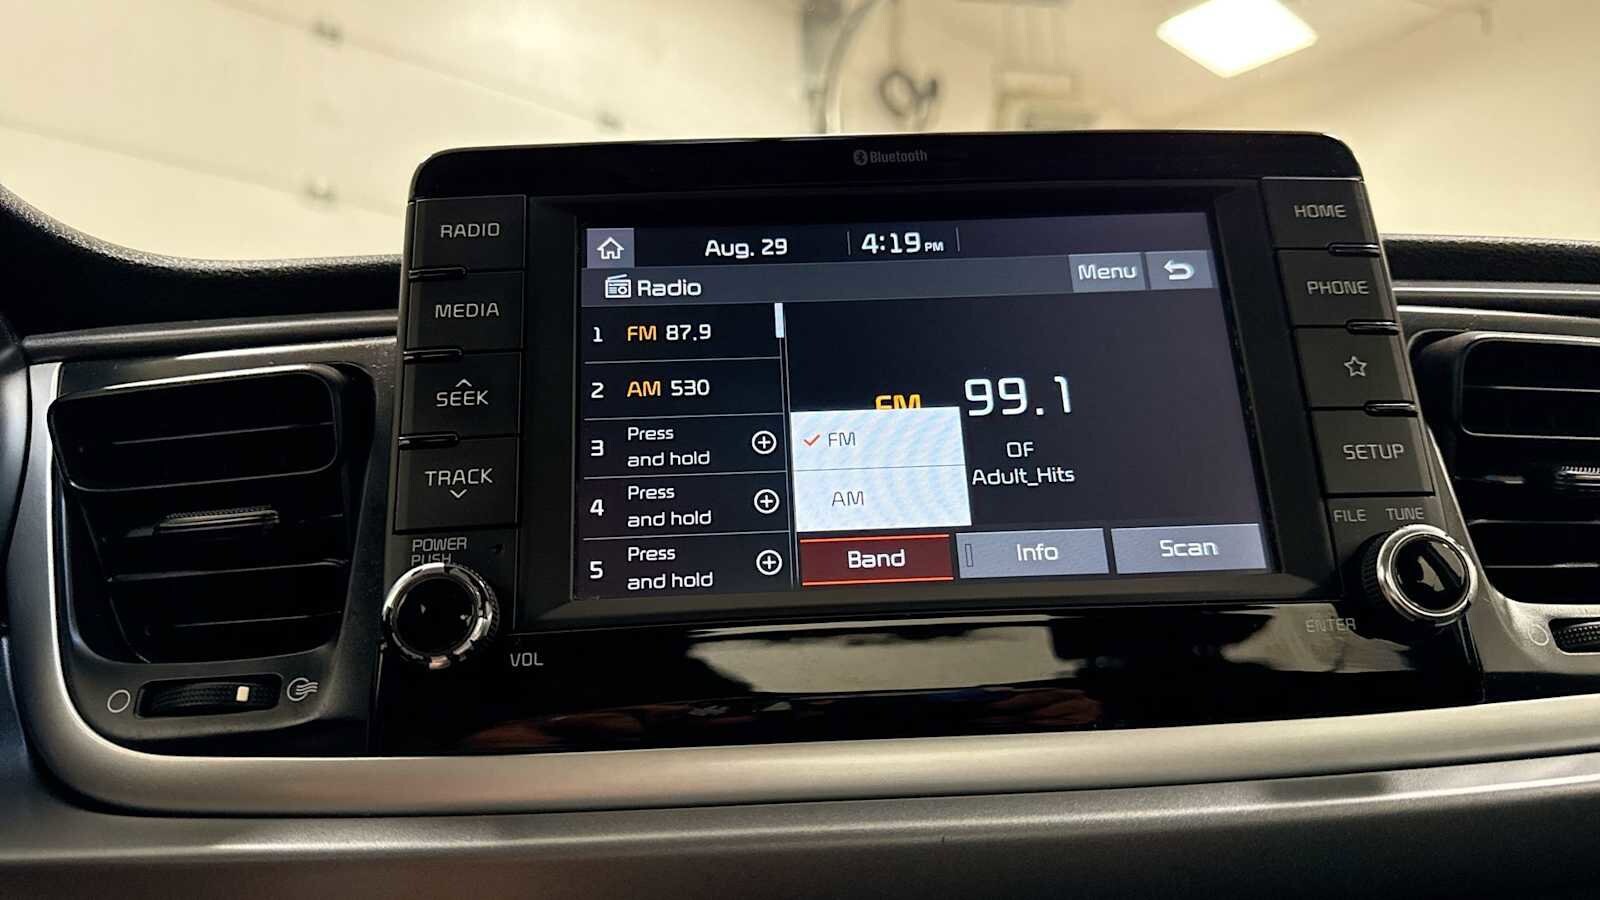 Bluetooth
RADIO
MEDIA
SEEK
TRACK
POWER
PUSH
VOL
Aug. 29
4:19 PM
Radio
Menu
1 FM 87.9
2 AM 530
3 Press
and hold
4 Press
and hold
5 Press
and hold
FM 99.1
OF
Adult_Hits
FM
AM
Band
Info
Scan
HOME
PHONE
SETUP
FILE TUNE
ENTER